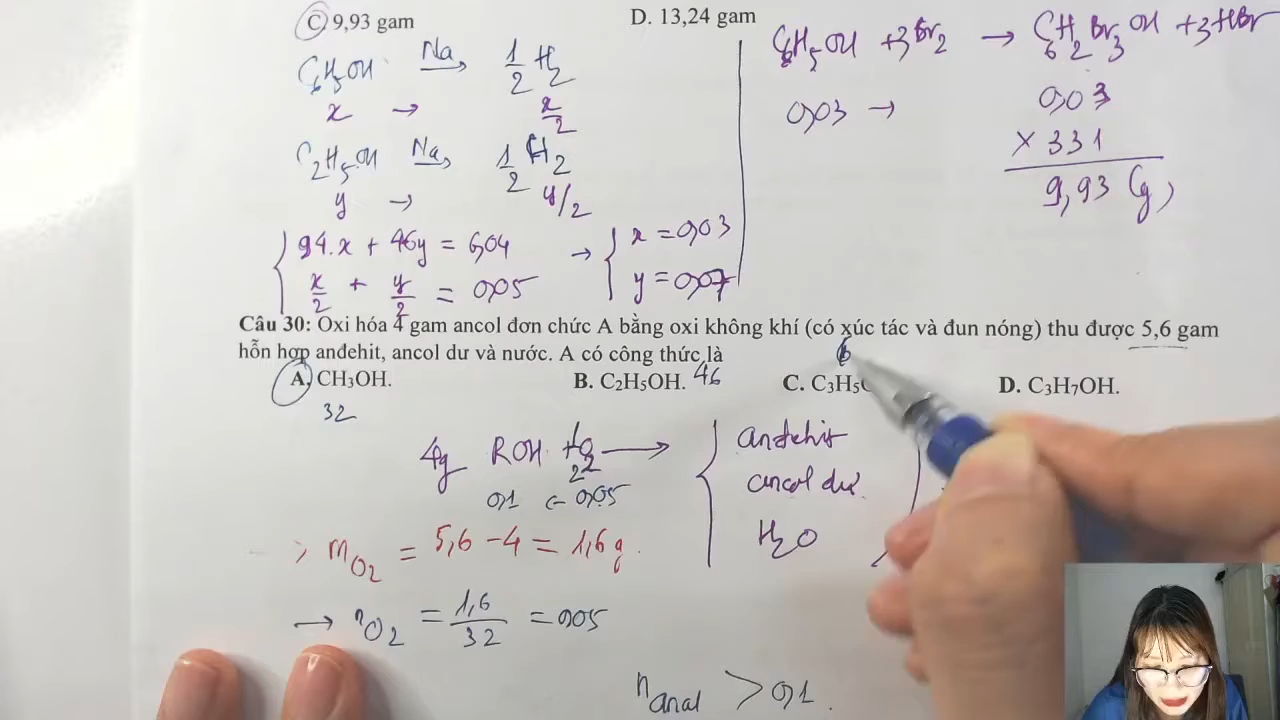 C. 9,93 gam
D. 13,24 gam
C6H5OH Na→ 1/2 H2
x → x/2
C2H5OH Na→ 1/2 H2
y → y/2
94.x + 46y = 6,04
x/2 + y/2 = 0,05
→ x = 0,03
y = 0,07
C6H5OH + 3Br2 → C6H2Br3OH + 3HBr
0,03 → 0,03
× 331
9,93 (g)
Câu 30: Oxi hóa 4 gam ancol đơn chức A bằng oxi không khí (có xúc tác và đun nóng) thu được 5,6 gam
hỗn hợp anđehit, ancol dư và nước. A có công thức là
A. CH3OH.
B. C2H5OH. 46
C. C3H5
D. C3H7OH.
32
4g ROH + O2 →
0,1 ← 0,05
anđehit
ancol dư
H2O
mO2 = 5,6 - 4 = 1,6g.
→ nO2 = 1,6/32 = 0,05
n ancol > 0,1.